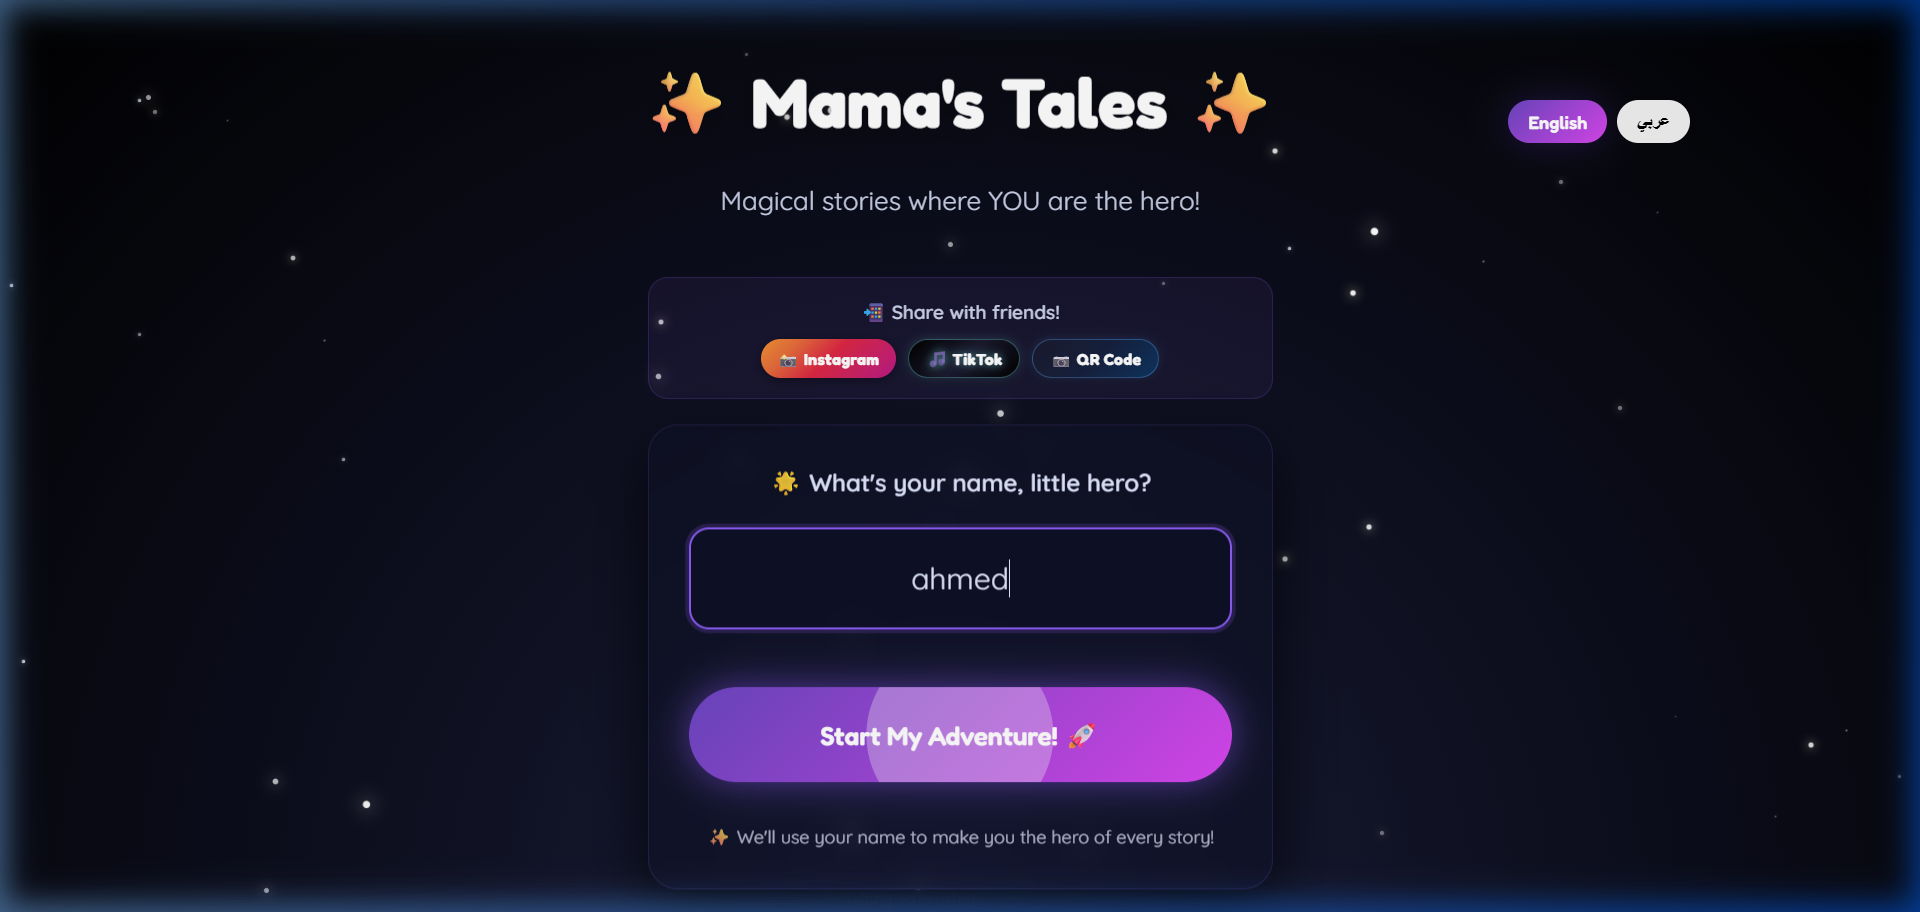 Mama's Tales
English
عربي
Magical stories where YOU are the hero!
Share with friends!
Instagram
TikTok
QR Code
What's your name, little hero?
ahmed
Start My Adventure!
We'll use your name to make you the hero of every story!